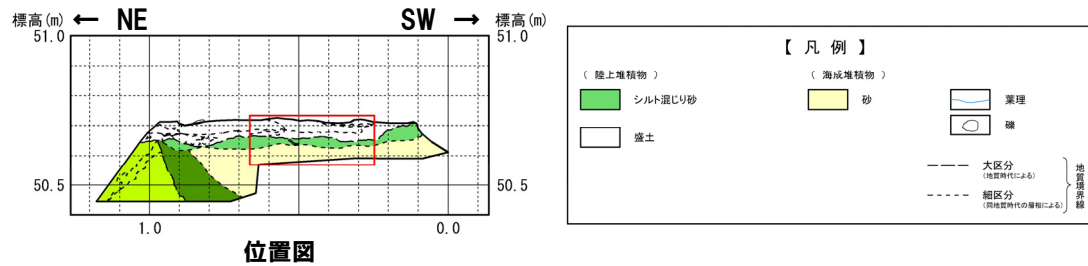 標高(m) ← NE SW → 標高(m)
51.0 51.0
50.5 50.5
1.0 0.0
位置図
【 凡 例 】
( 陸上堆積物 ) ( 海成堆積物 )
シルト混じり砂 砂 葉理
盛土 礫
大区分
(地質時代による)
細区分
(同地質時代の層相による)
地質境界線